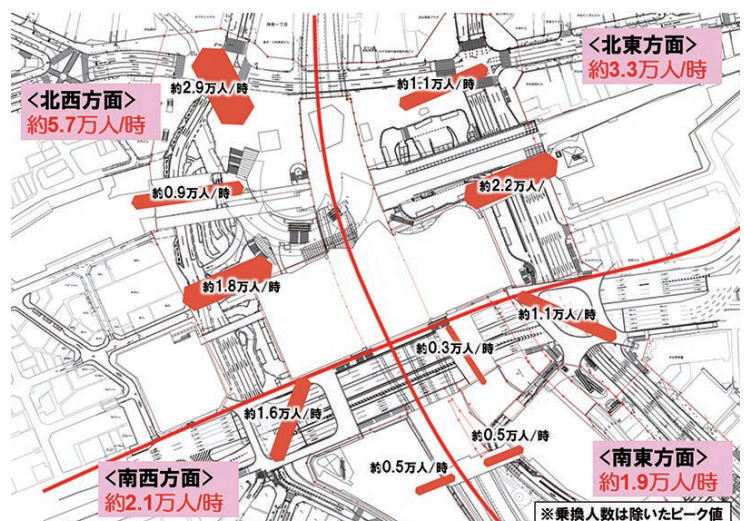 <北西方面>
約5.7万人/時
約2.9万人/時
約1.1万人/時
<北東方面>
約3.3万人/時
約0.9万人/時
約2.2万人/
約1.8万人/時
約1.1万人/時
約0.3万人/時
約1.6万人/時
約0.5万人/時
約0.5万人/時
<南西方面>
約2.1万人/時
<南東方面>
約1.9万人/時
※乗換人数は除いたピーク値